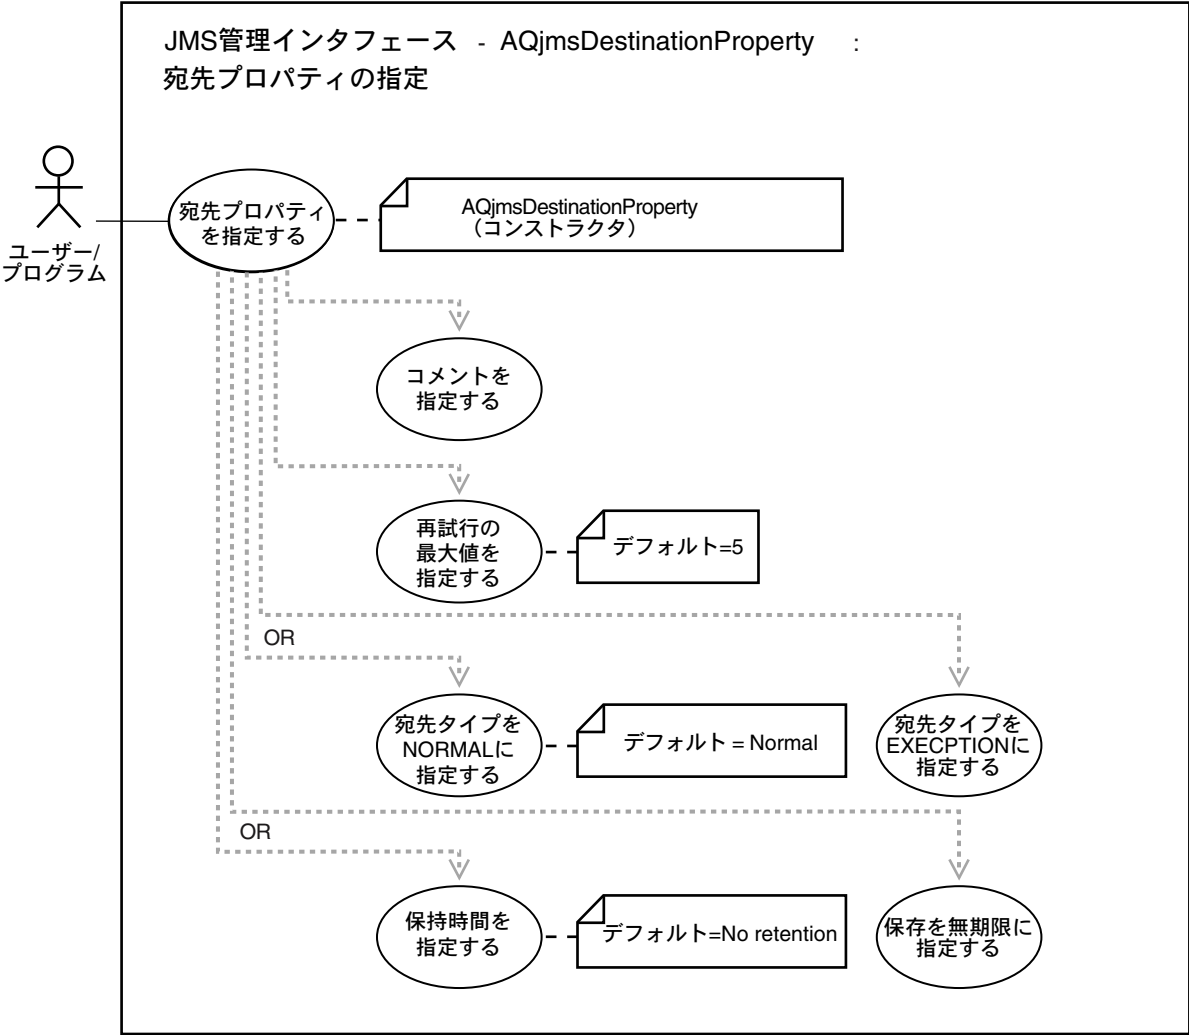 JMS管理インタフェース - AQjmsDestinationProperty :
宛先プロパティの指定
宛先プロパティ
を指定する
AQjmsDestinationProperty
（コンストラクタ）
ユーザー/
プログラム
コメントを
指定する
再試行の
最大値を
指定する
デフォルト=5
OR
宛先タイプを
NORMALに
指定する
デフォルト = Normal
宛先タイプを
EXECPTIONに
指定する
OR
保持時間を
指定する
デフォルト=No retention
保存を無期限に
指定する